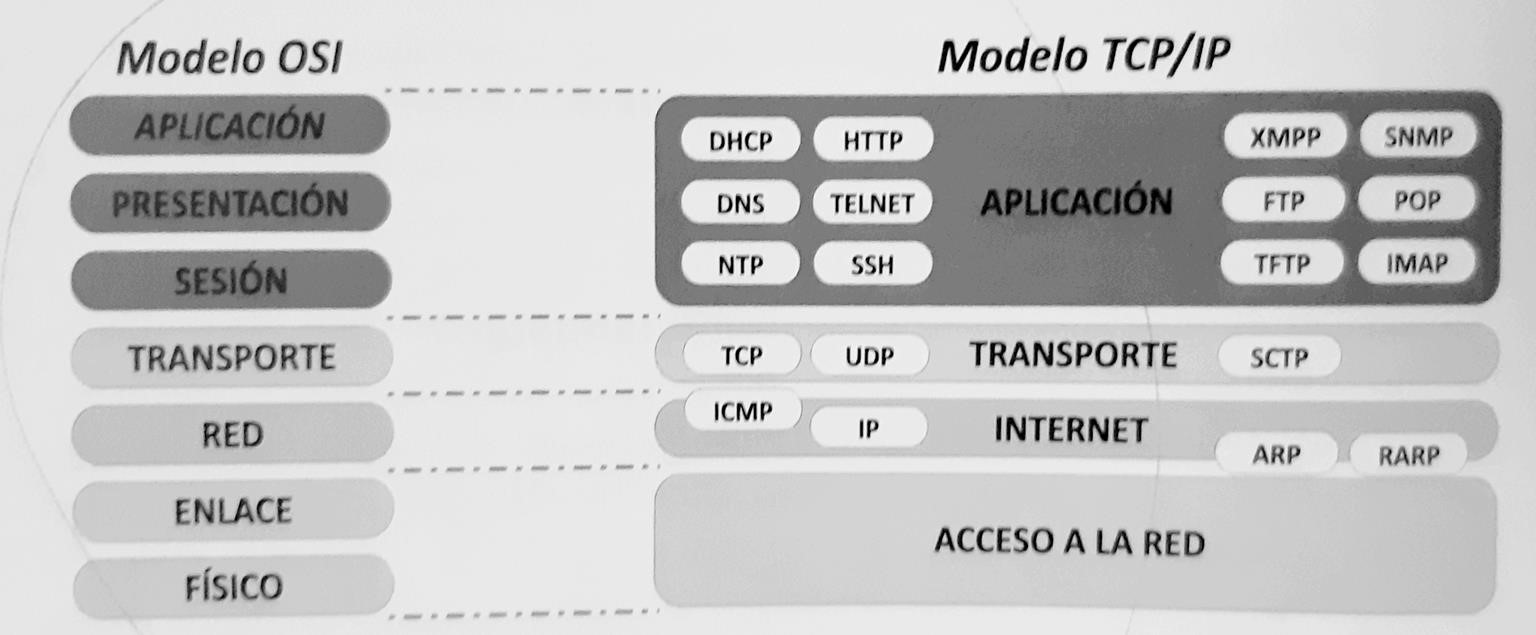 Modelo OSI
APLICACIÓN
PRESENTACIÓN
SESIÓN
TRANSPORTE
RED
ENLACE
FÍSICO
Modelo TCP/IP
DHCP HTTP
DNS TELNET
NTP SSH
APLICACIÓN
XMPP SNMP
FTP POP
TFTP IMAP
TCP UDP TRANSPORTE SCTP
ICMP IP INTERNET ARP RARP
ACCESO A LA RED